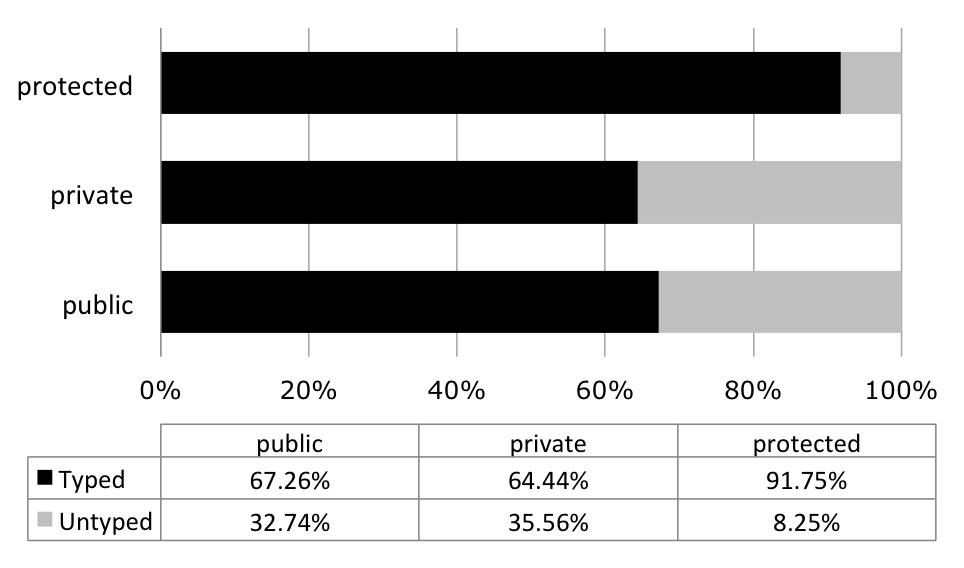 protected
private
public
0% 20% 40% 60% 80% 100%
public private protected
Typed 67.26% 64.44% 91.75%
Untyped 32.74% 35.56% 8.25%